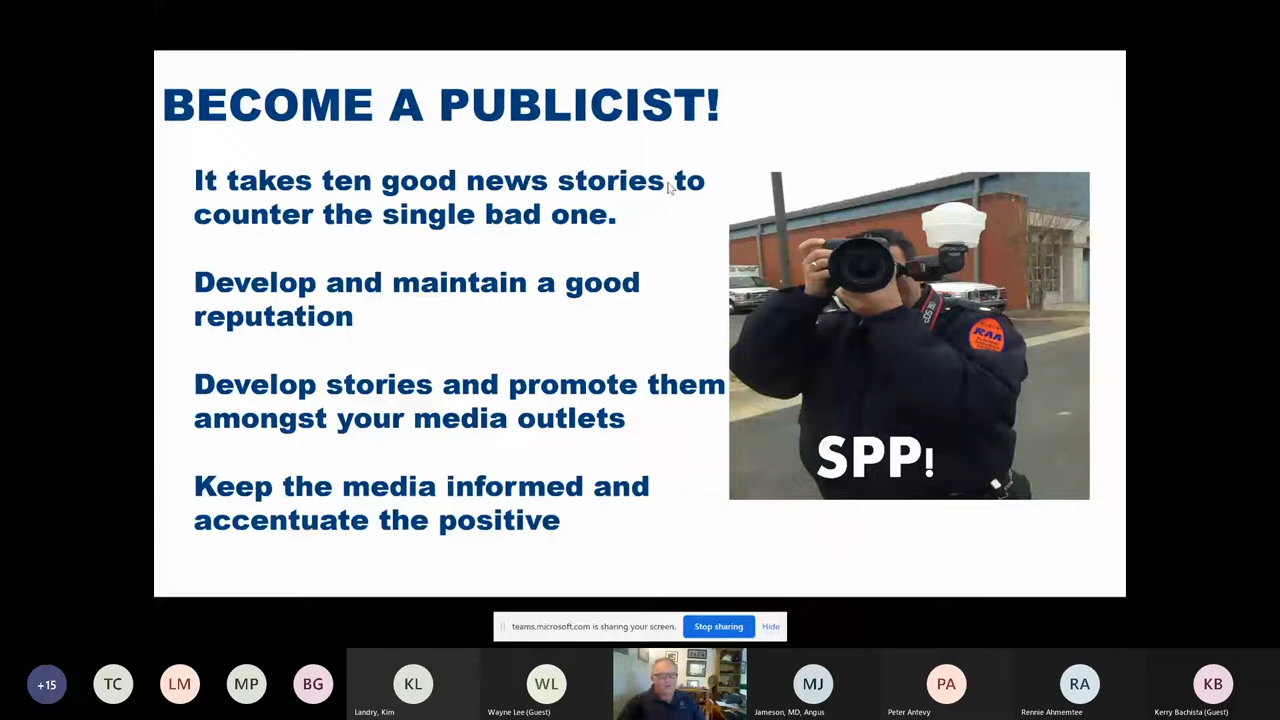 BECOME A PUBLICIST!
It takes ten good news stories to
counter the single bad one.
Develop and maintain a good
reputation
Develop stories and promote them
amongst your media outlets
Keep the media informed and
accentuate the positive
RAA
SPP!
teams.microsoft.com is sharing your screen.
Stop sharing
Hide
+15
TC
LM
MP
BG
KL
WL
MJ
PA
RA
KB
Landry, Kim
Wayne Lee (Guest)
Jameson, MD, Angus
Peter Antevy
Rennie Ahmemtee
Kerry Bachista (Guest)